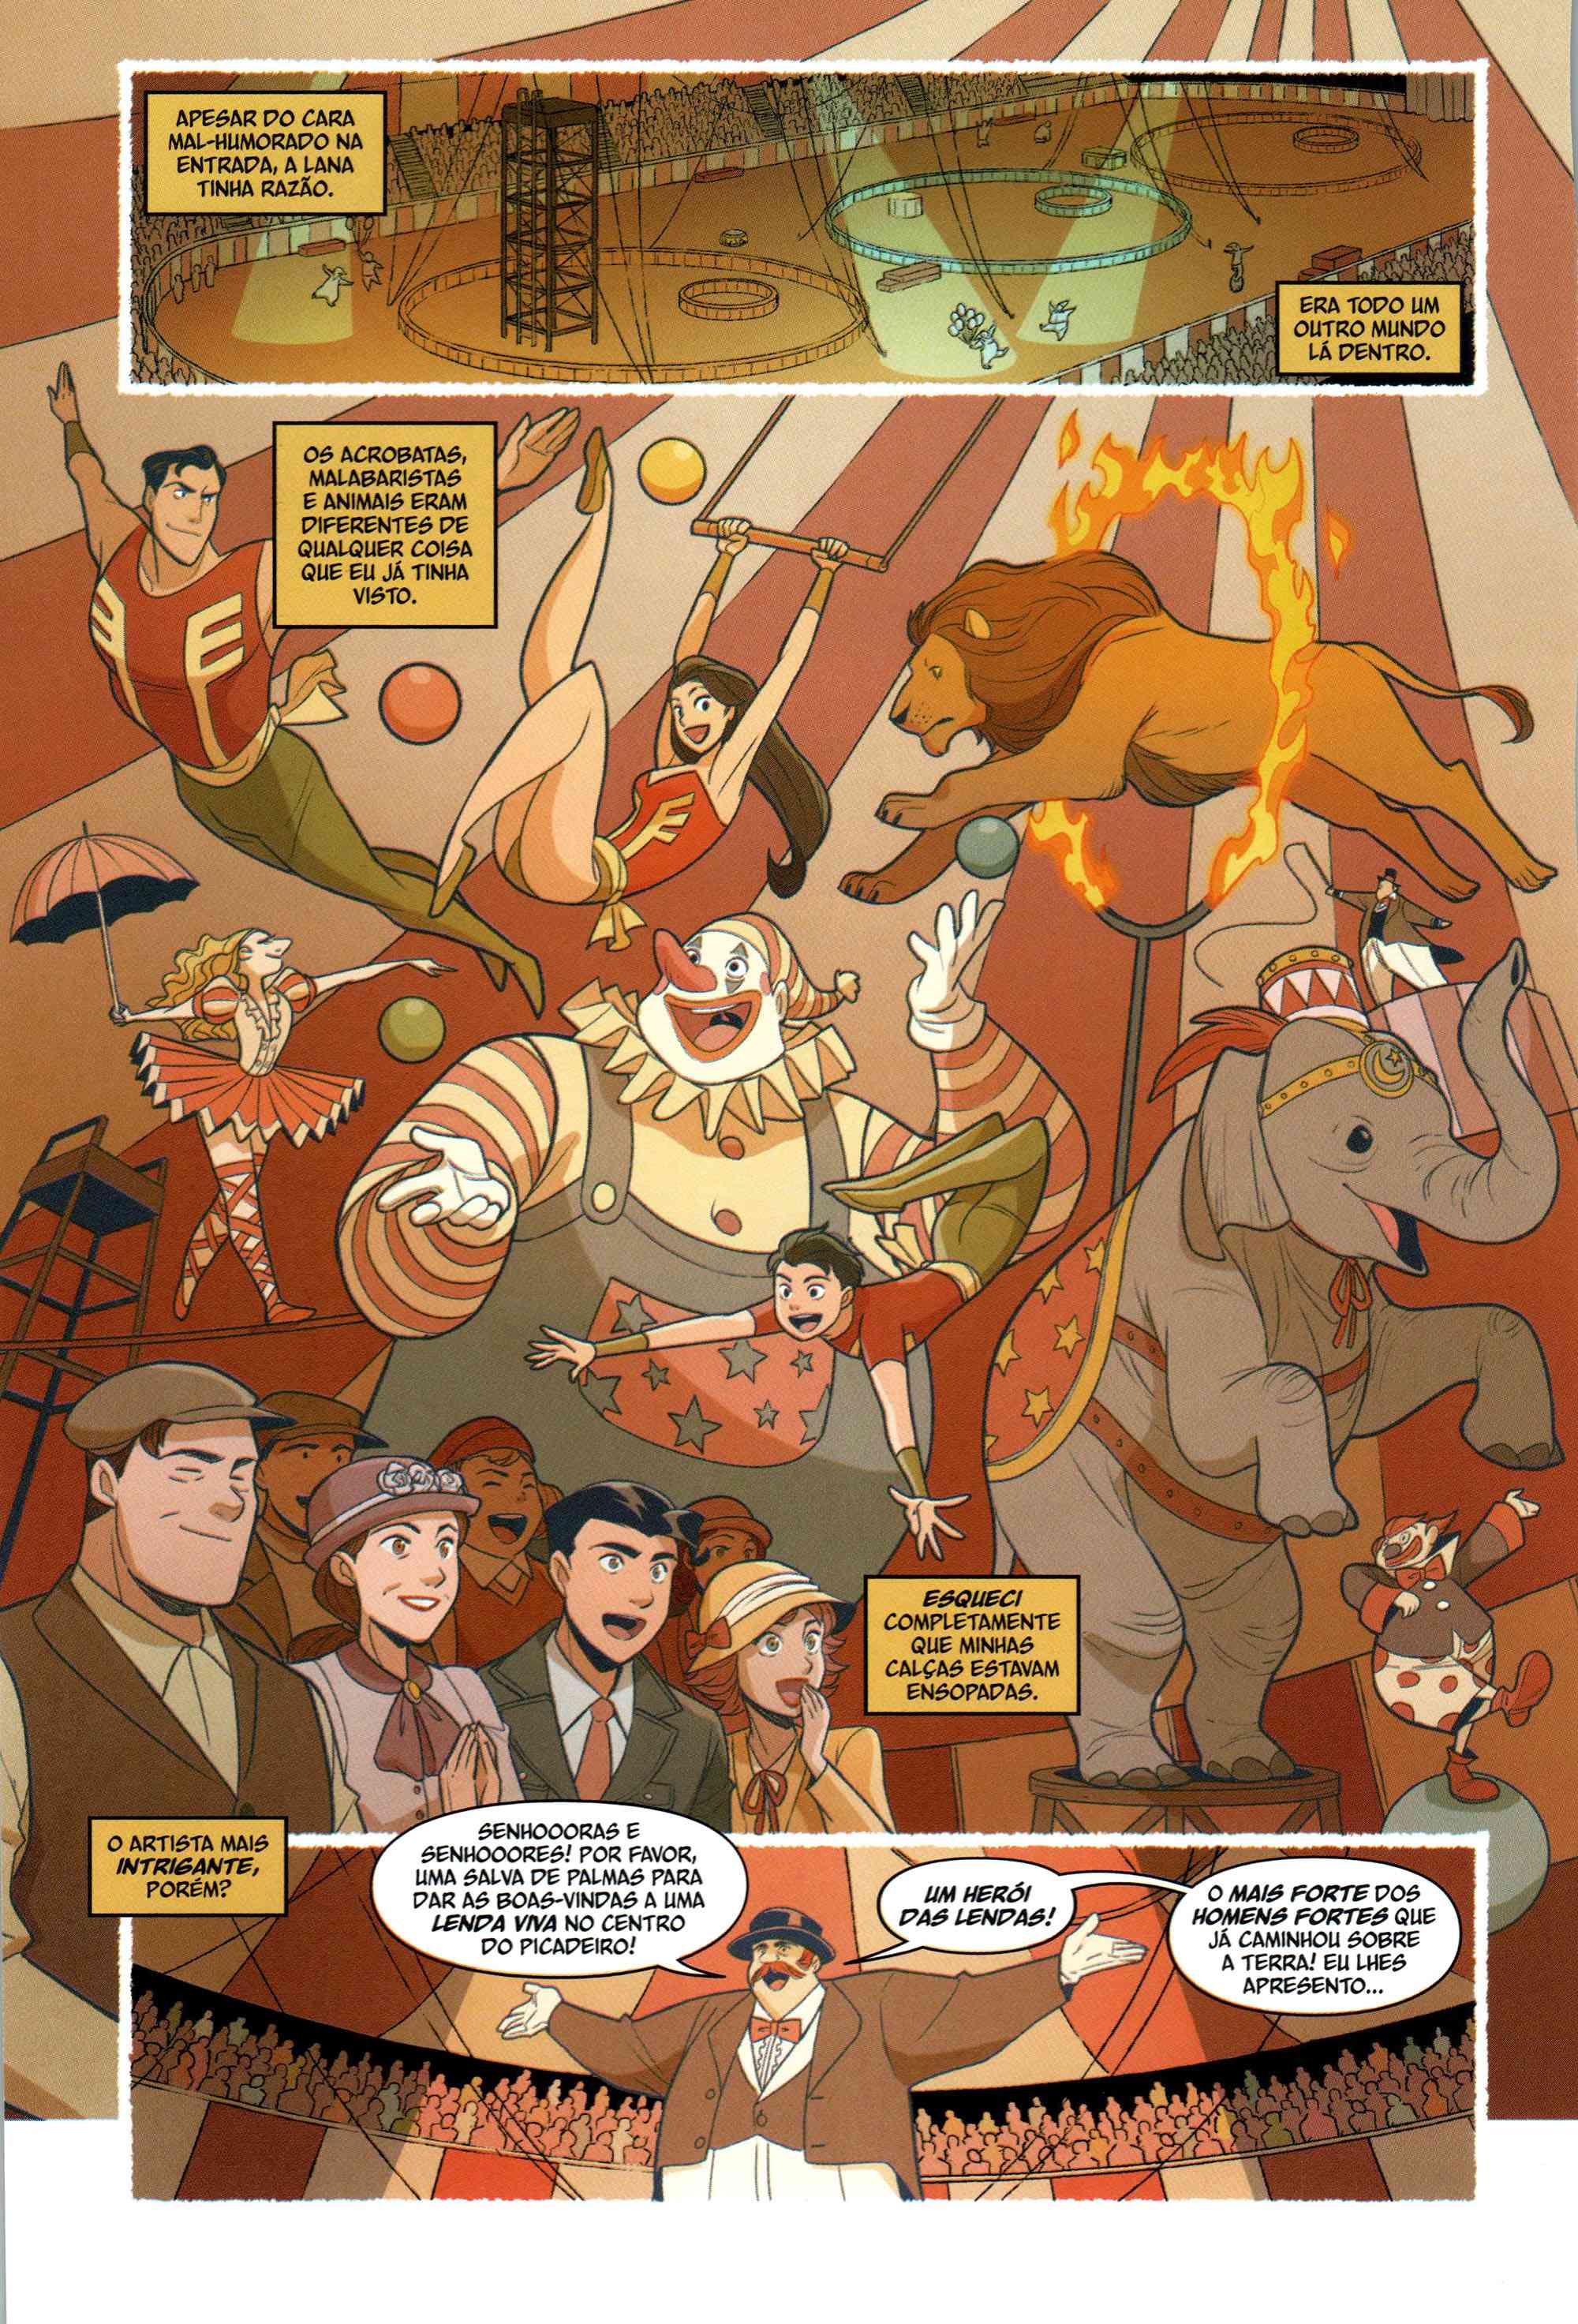 APESAR DO CARA
MAL-HUMORADO NA
ENTRADA, A LANA
TINHA RAZÃO.
ERA TODO UM
OUTRO MUNDO
LÁ DENTRO.
OS ACROBATAS,
MALABARISTAS
E ANIMAIS ERAM
DIFERENTES DE
QUALQUER COISA
QUE EU JÁ TINHA
VISTO.
E
E
ESQUECI
COMPLETAMENTE
QUE MINHAS
CALÇAS ESTAVAM
ENSOPADAS.
O ARTISTA MAIS
INTRIGANTE,
PORÉM?
SENHOOORAS E
SENHOOORES! POR FAVOR,
UMA SALVA DE PALMAS PARA
DAR AS BOAS-VINDAS A UMA
LENDA VIVA NO CENTRO
DO PICADEIRO!
UM HERÓI
DAS LENDAS!
O MAIS FORTE DOS
HOMENS FORTES QUE
JÁ CAMINHOU SOBRE
A TERRA! EU LHES
APRESENTO...